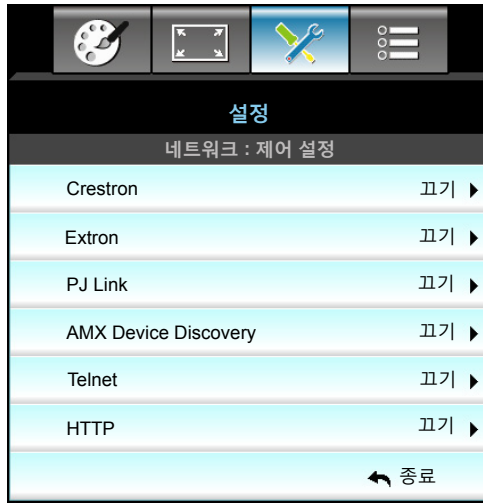 설정
네트워크 : 제어 설정
Crestron 끄기
Extron 끄기
PJ Link 끄기
AMX Device Discovery 끄기
Telnet 끄기
HTTP 끄기
종료